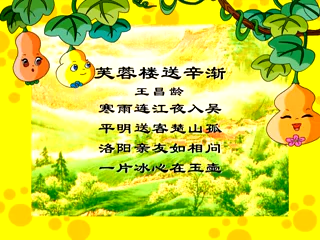 芙蓉楼送辛渐
王昌龄
寒雨连江夜入吴
平明送客楚山孤
洛阳亲友如相问
一片冰心在玉壶